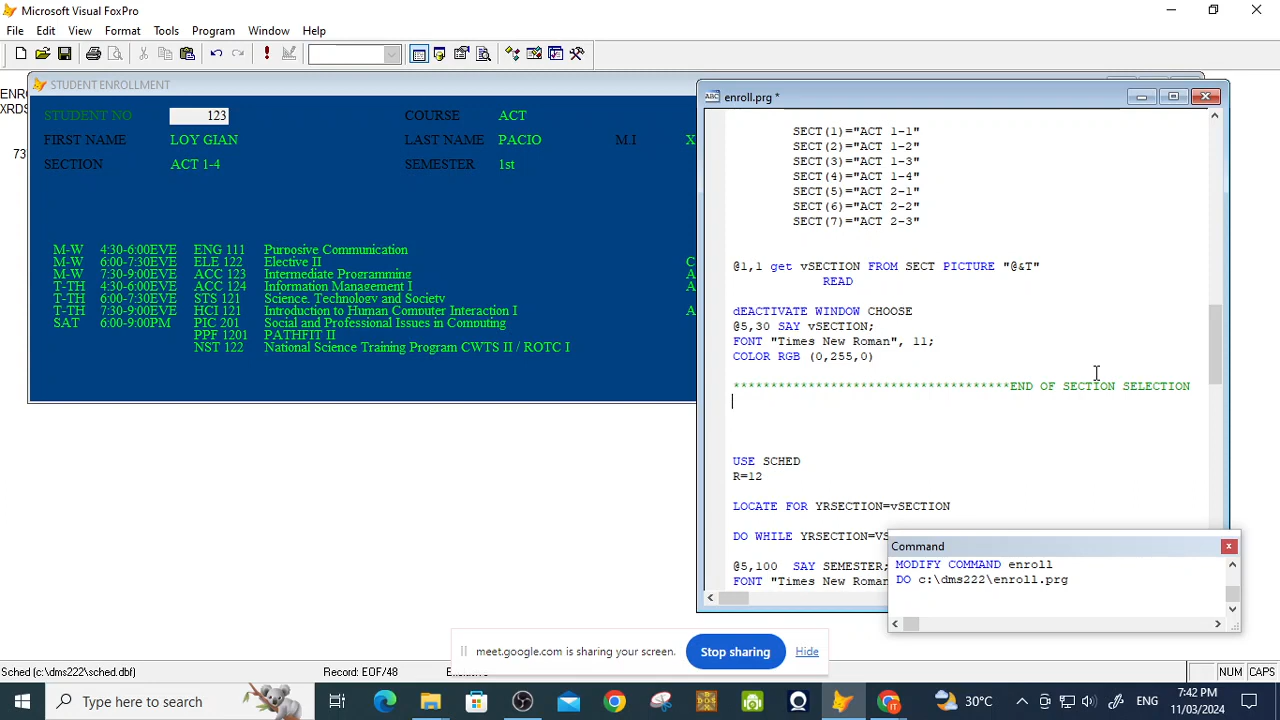 Microsoft Visual FoxPro
File Edit View Format Tools Program Window Help
STUDENT ENROLLMENT
ENRO
XRDS
73
STUDENT NO 123 COURSE ACT
FIRST NAME LOY GIAN LAST NAME PACIO M.I X
SECTION ACT 1-4 SEMESTER 1st
M-W 4:30-6:00EVE ENG 111 Purposive Communication
M-W 6:00-7:30EVE ELE 122 Elective II C
M-W 7:30-9:00EVE ACC 123 Intermediate Programming A
T-TH 4:30-6:00EVE ACC 124 Information Management I A
T-TH 6:00-7:30EVE STS 121 Science, Technology and Society
T-TH 7:30-9:00EVE HCI 121 Introduction to Human Computer Interaction I A
SAT 6:00-9:00PM PIC 201 Social and Professional Issues in Computing
PPF 1201 PATHFIT II
NST 122 National Science Training Program CWTS II / ROTC I
enroll.prg *
SECT(1)="ACT 1-1"
SECT(2)="ACT 1-2"
SECT(3)="ACT 1-3"
SECT(4)="ACT 1-4"
SECT(5)="ACT 2-1"
SECT(6)="ACT 2-2"
SECT(7)="ACT 2-3"
@1,1 get vSECTION FROM SECT PICTURE "@&T"
READ
dEACTIVATE WINDOW CHOOSE
@5,30 SAY vSECTION;
FONT "Times New Roman", 11;
COLOR RGB (0,255,0)
*************************************END OF SECTION SELECTION
USE SCHED
R=12
LOCATE FOR YRSECTION=vSECTION
DO WHILE YRSECTION=VS
@5,100 SAY SEMESTER;
FONT "Times New Roman
Command
MODIFY COMMAND enroll
DO c:\dms222\enroll.prg
meet.google.com is sharing your screen. Stop sharing Hide
Sched (c:\dms222\sched.dbf) Record: EOF/48 NUM CAPS
Type here to search 30°C ENG 7:42 PM
11/03/2024